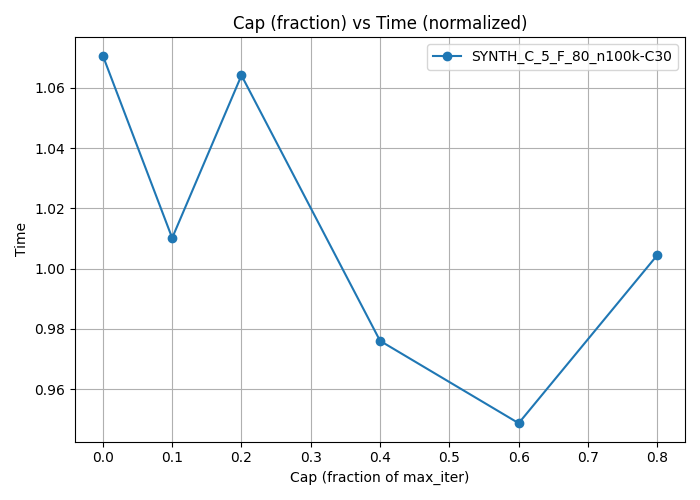 Cap (fraction) vs Time (normalized)
SYNTH_C_5_F_80_n100k-C30
1.06
1.04
1.02
1.00
0.98
0.96
Time
0.0 0.1 0.2 0.3 0.4 0.5 0.6 0.7 0.8
Cap (fraction of max_iter)